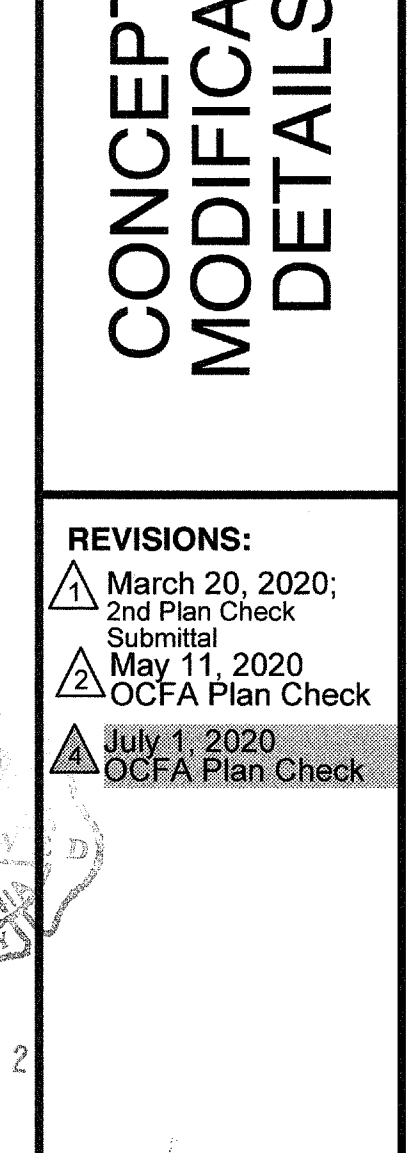 CONCEPT
MODIFICA
DETAILS
REVISIONS:
1 March 20, 2020;
2nd Plan Check
Submittal
2 May 11, 2020
OCFA Plan Check
4 July 1, 2020
OCFA Plan Check
D
2